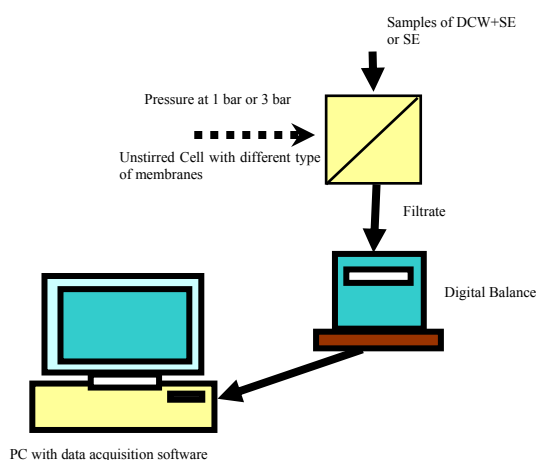 Samples of DCW+SE
or SE
Pressure at 1 bar or 3 bar
Unstirred Cell with different type
of membranes
Filtrate
Digital Balance
PC with data acquisition software